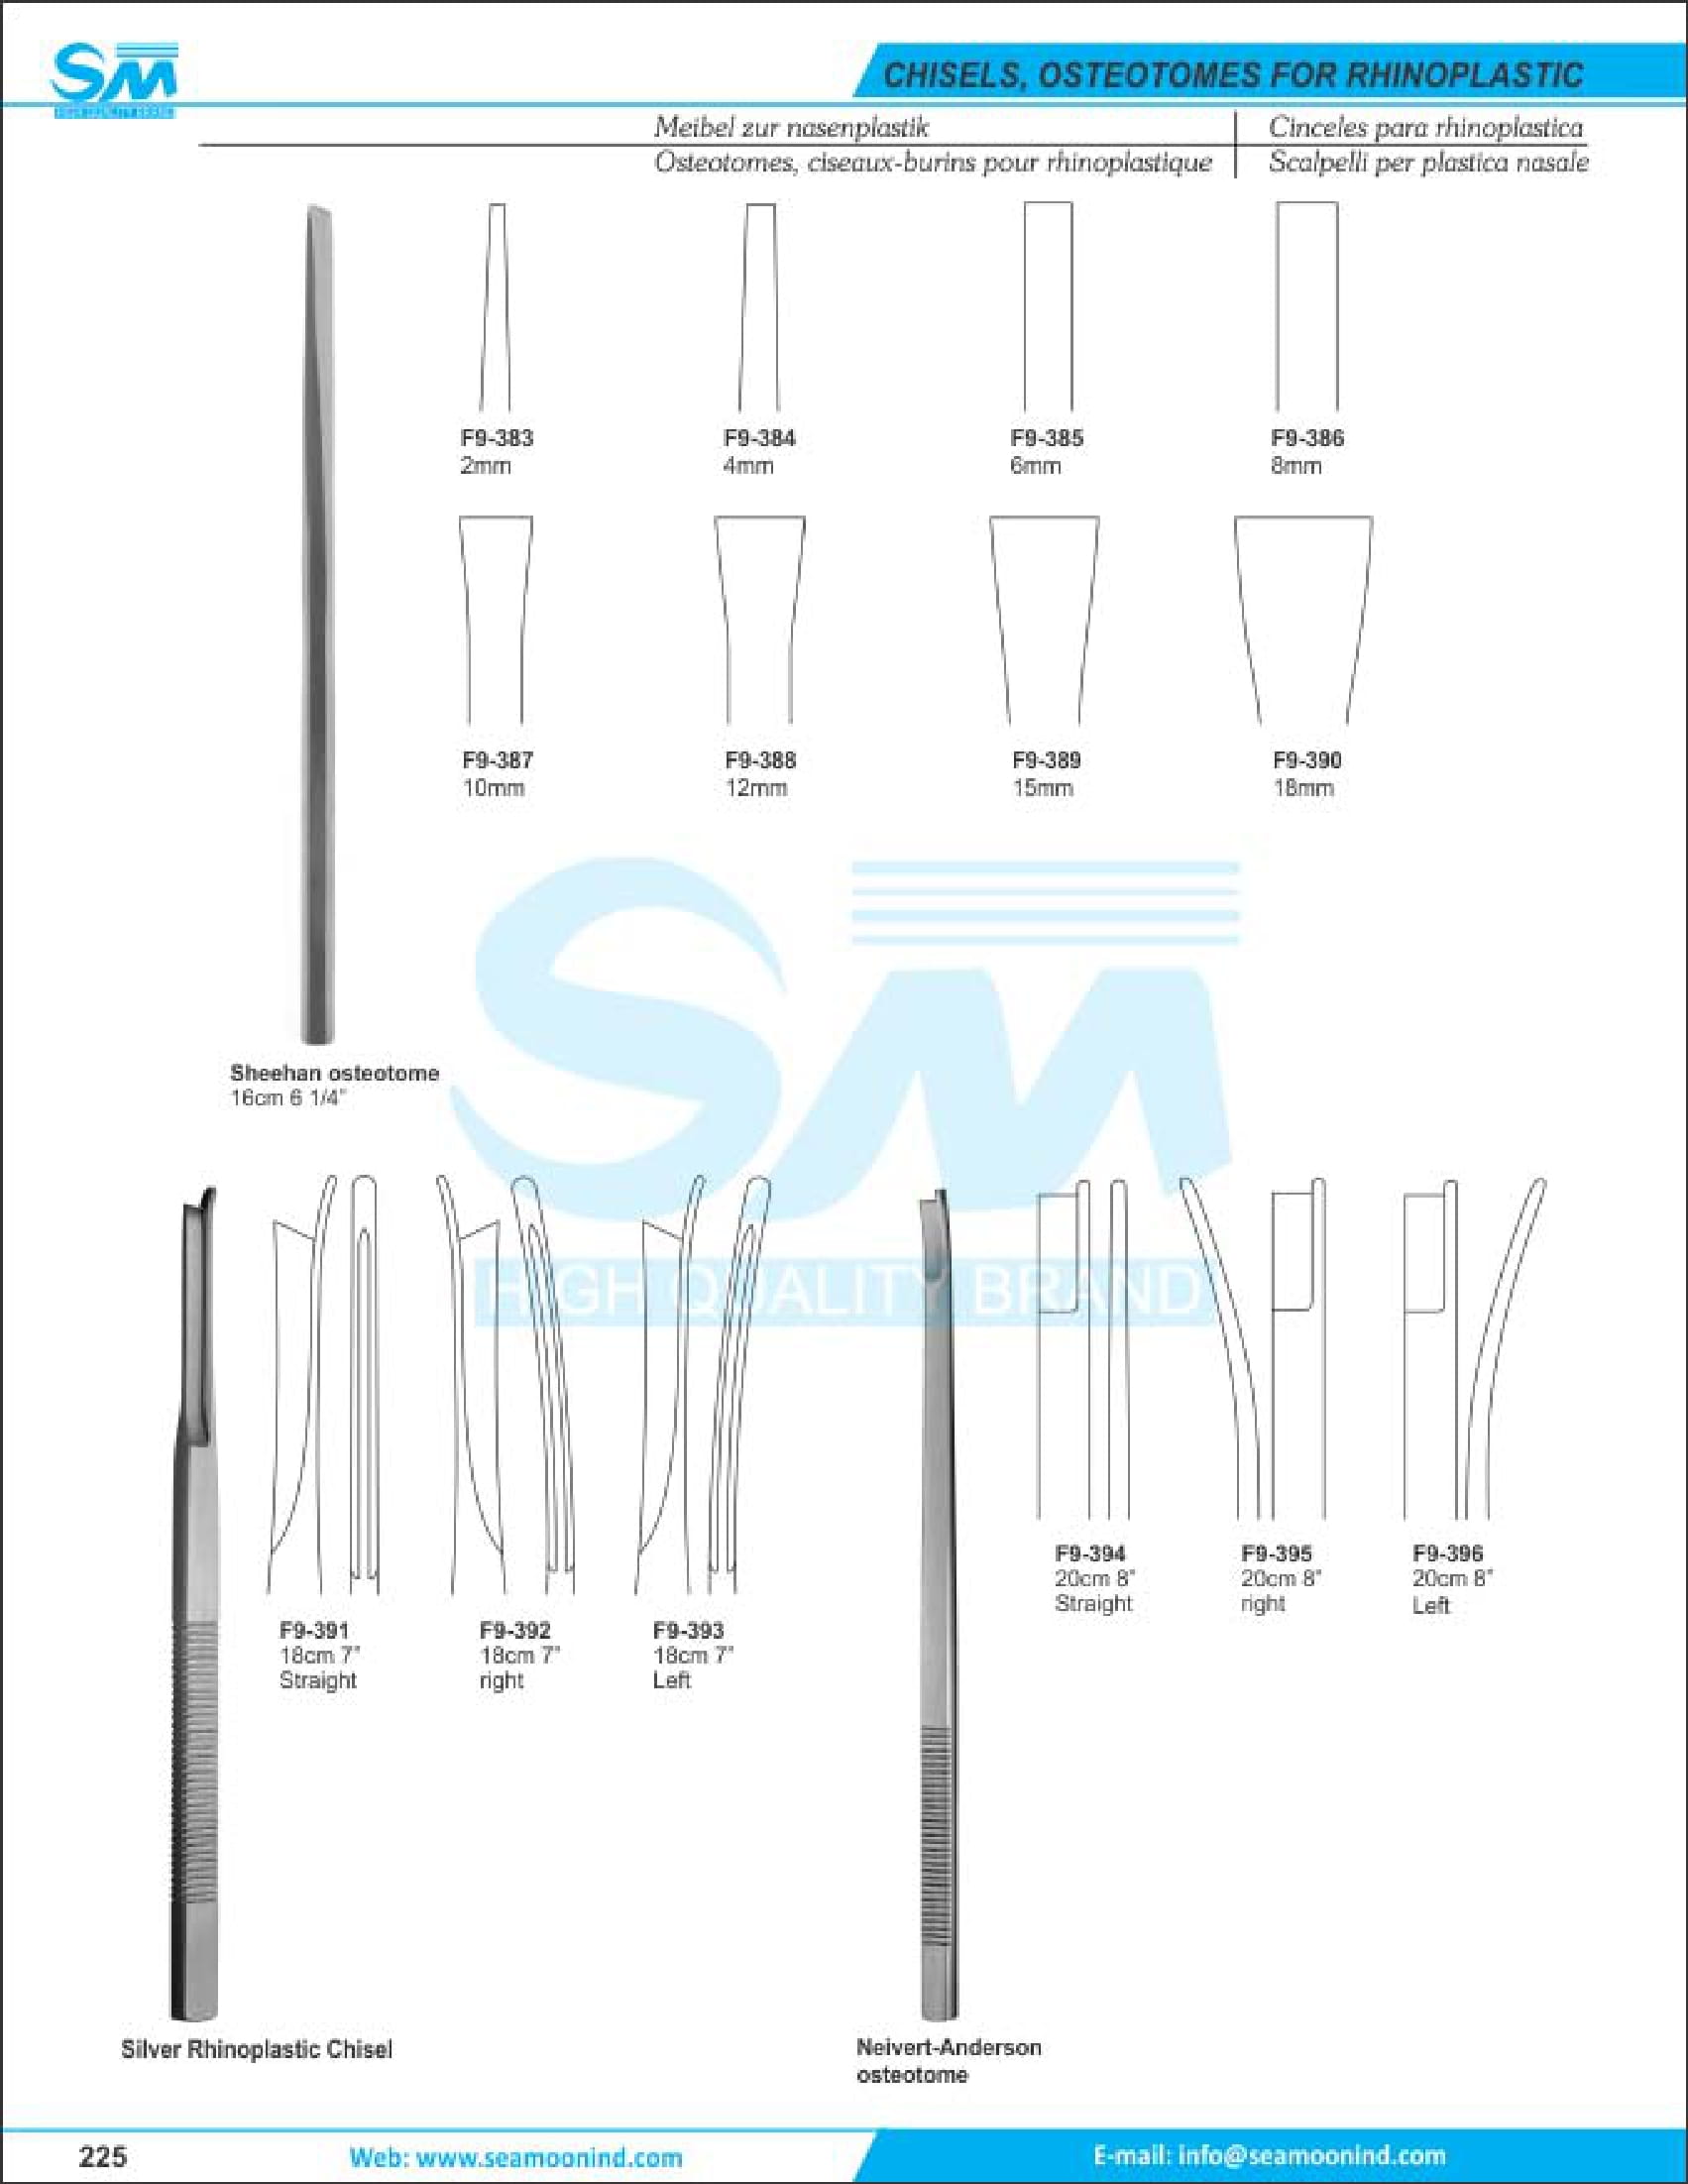 SM
CHISELS, OSTEOTOMES FOR RHINOPLASTIC
Meibel zur nasenplastik
Cinceles para rhinoplastica
Osteotomes, ciseaux-burins pour rhinoplastique
Scalpelli per plastica nasale
F9-383
2mm
F9-384
4mm
F9-385
6mm
F9-386
8mm
F9-387
10mm
F9-388
12mm
F9-389
15mm
F9-390
18mm
Sheehan osteotome
16cm 6 1/4"
SM
HIGH QUALITY BRAND
F9-391
18cm 7"
Straight
F9-392
18cm 7"
right
F9-393
18cm 7"
Left
F9-394
20cm 8"
Straight
F9-395
20cm 8"
right
F9-396
20cm 8"
Left
Silver Rhinoplastic Chisel
Neivert-Anderson
osteotome
225
Web: www.seamoonind.com
E-mail: info@seamoonind.com